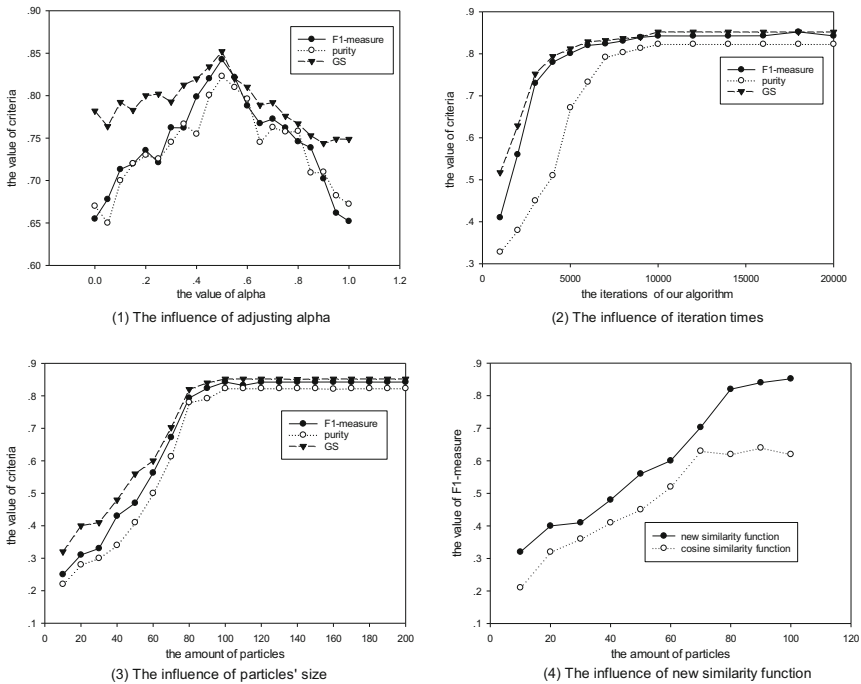 .90
.85
.80
.75
.70
.65
.60
0.0 .2 .4 .6 .8 1.0 1.2
the value of criteria
the value of alpha
F1-measure
purity
GS
(1) The influence of adjusting alpha
.9
.8
.7
.6
.5
.4
.3
0 5000 10000 15000 20000
the value of criteria
the iterations of our algorithm
F1-measure
purity
GS
(2) The influence of iteration times
.9
.8
.7
.6
.5
.4
.3
.2
.1
0 20 40 60 80 100 120 140 160 180 200
the value of criteria
the amount of particles
F1-measure
purity
GS
(3) The influence of particles' size
.9
.8
.7
.6
.5
.4
.3
.2
.1
0 20 40 60 80 100 120
the value of F1-measure
the amount of particles
new similarity function
cosine similarity function
(4) The influence of new similarity function